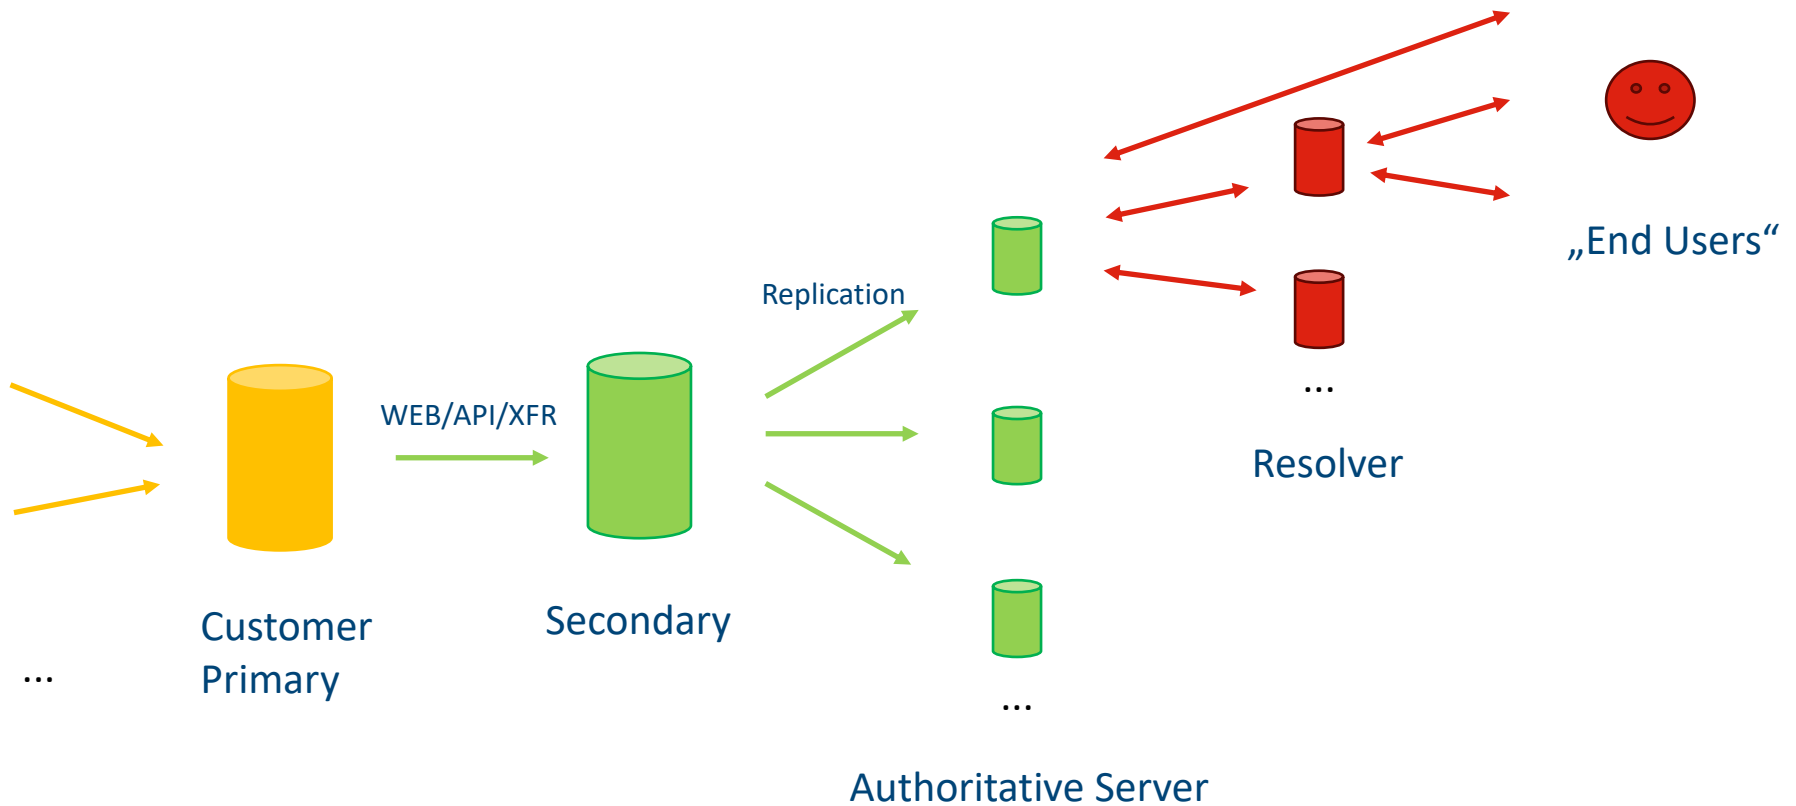 „End Users“
Replication
...
WEB/API/XFR
Resolver
Customer
Primary
Secondary
...
...
Authoritative Server